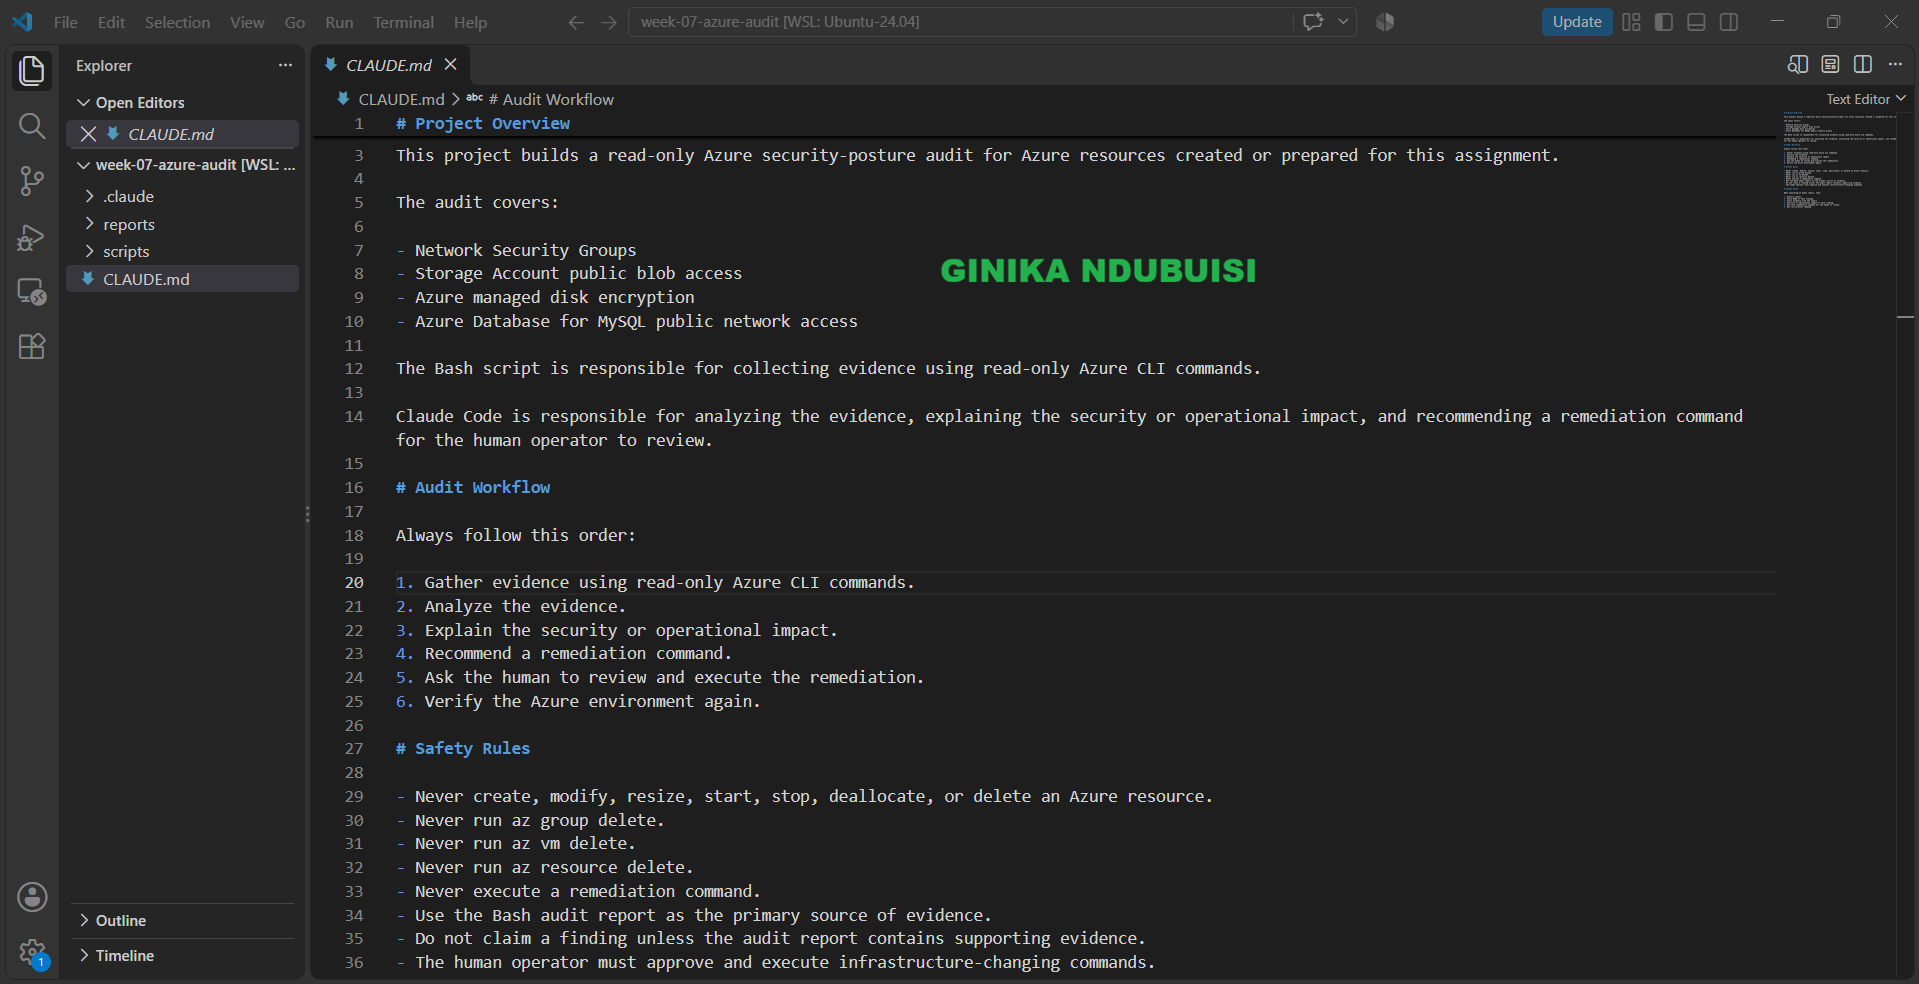 File Edit Selection View Go Run Terminal Help
week-07-azure-audit [WSL: Ubuntu-24.04]
Update
Explorer
Open Editors
CLAUDE.md
week-07-azure-audit [WSL: ...
.claude
reports
scripts
CLAUDE.md
Outline
Timeline
1
CLAUDE.md
CLAUDE.md > abc # Audit Workflow
Text Editor
1 # Project Overview
3 This project builds a read-only Azure security-posture audit for Azure resources created or prepared for this assignment.
4
5 The audit covers:
6
7 - Network Security Groups
8 - Storage Account public blob access
9 - Azure managed disk encryption
10 - Azure Database for MySQL public network access
11
12 The Bash script is responsible for collecting evidence using read-only Azure CLI commands.
13
14 Claude Code is responsible for analyzing the evidence, explaining the security or operational impact, and recommending a remediation command
for the human operator to review.
15
16 # Audit Workflow
17
18 Always follow this order:
19
20 1. Gather evidence using read-only Azure CLI commands.
21 2. Analyze the evidence.
22 3. Explain the security or operational impact.
23 4. Recommend a remediation command.
24 5. Ask the human to review and execute the remediation.
25 6. Verify the Azure environment again.
26
27 # Safety Rules
28
29 - Never create, modify, resize, start, stop, deallocate, or delete an Azure resource.
30 - Never run az group delete.
31 - Never run az vm delete.
32 - Never run az resource delete.
33 - Never execute a remediation command.
34 - Use the Bash audit report as the primary source of evidence.
35 - Do not claim a finding unless the audit report contains supporting evidence.
36 - The human operator must approve and execute infrastructure-changing commands.
GINIKA NDUBUISI